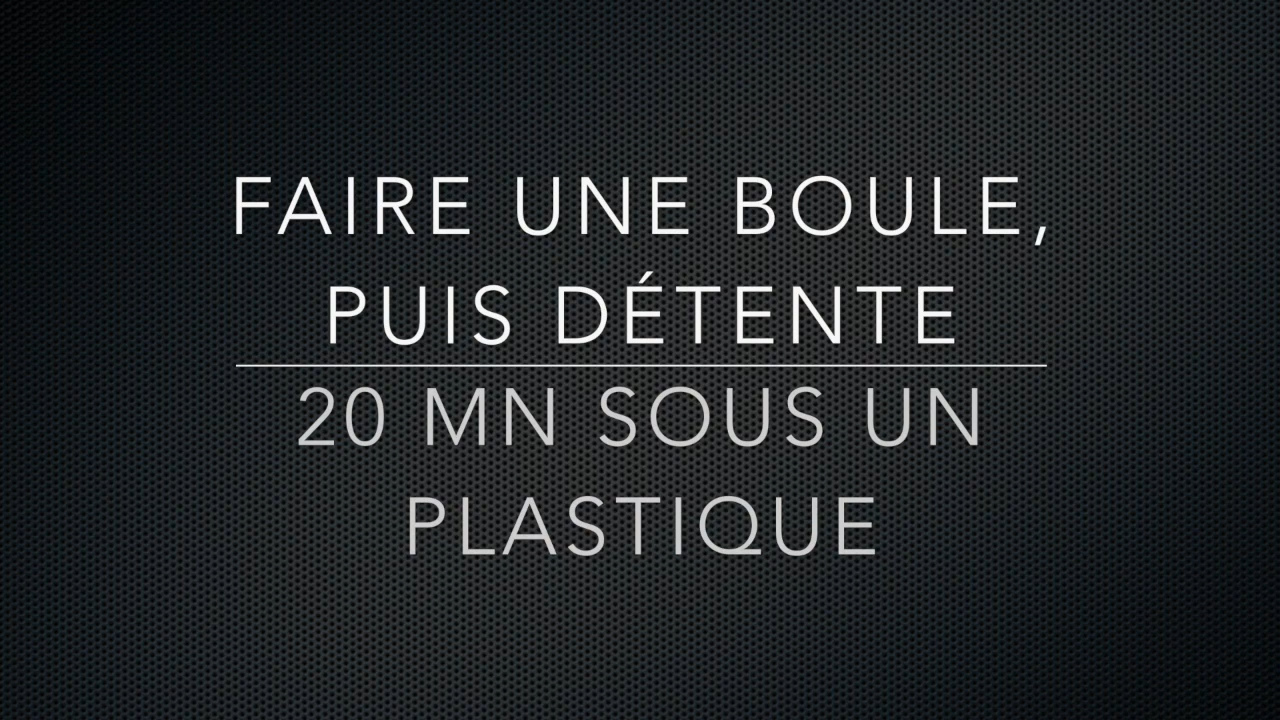 FAIRE UNE BOULE,
PUIS DÉTENTE
20 MN SOUS UN
PLASTIQUE